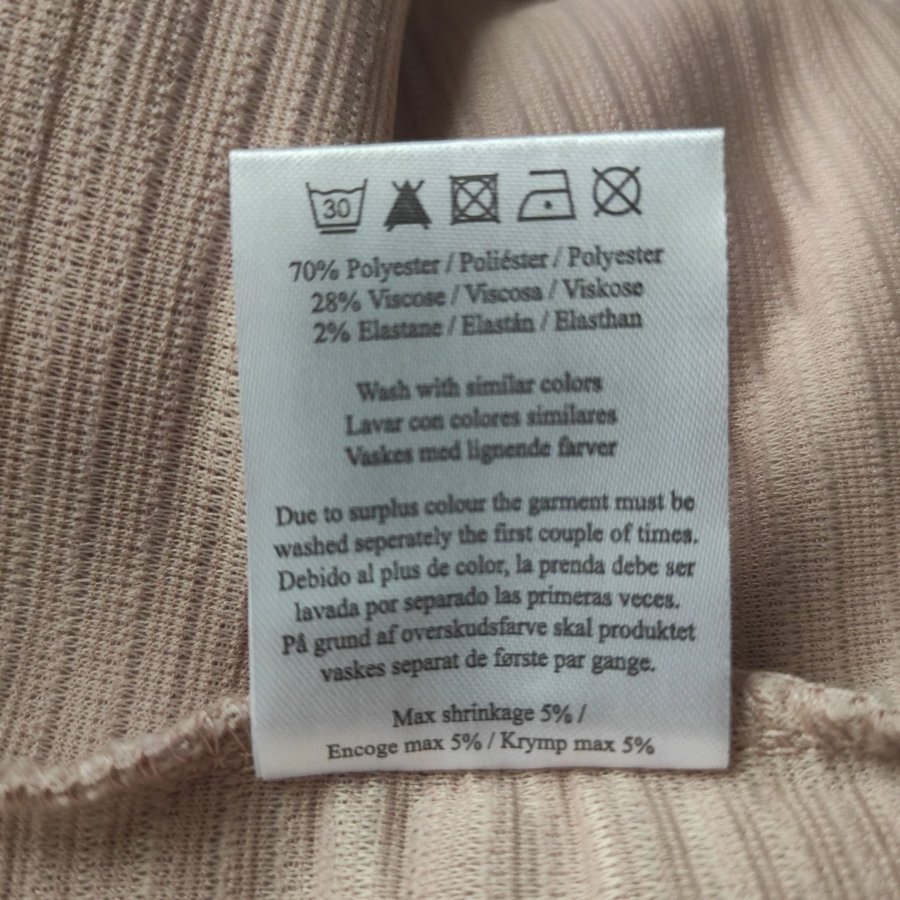 30
70% Polyester / Poliéster / Polyester
28% Viscose / Viscosa / Viskose
2% Elastane / Elastán / Elasthan
Wash with similar colors
Lavar con colores similares
Vaskes med lignende farver
Due to surplus colour the garment must be
washed seperately the first couple of times.
Debido al plus de color, la prenda debe ser
lavada por separado las primeras veces.
På grund af overskudsfarve skal produktet
vaskes separat de første par gange.
Max shrinkage 5% /
Encoge max 5% / Krymp max 5%